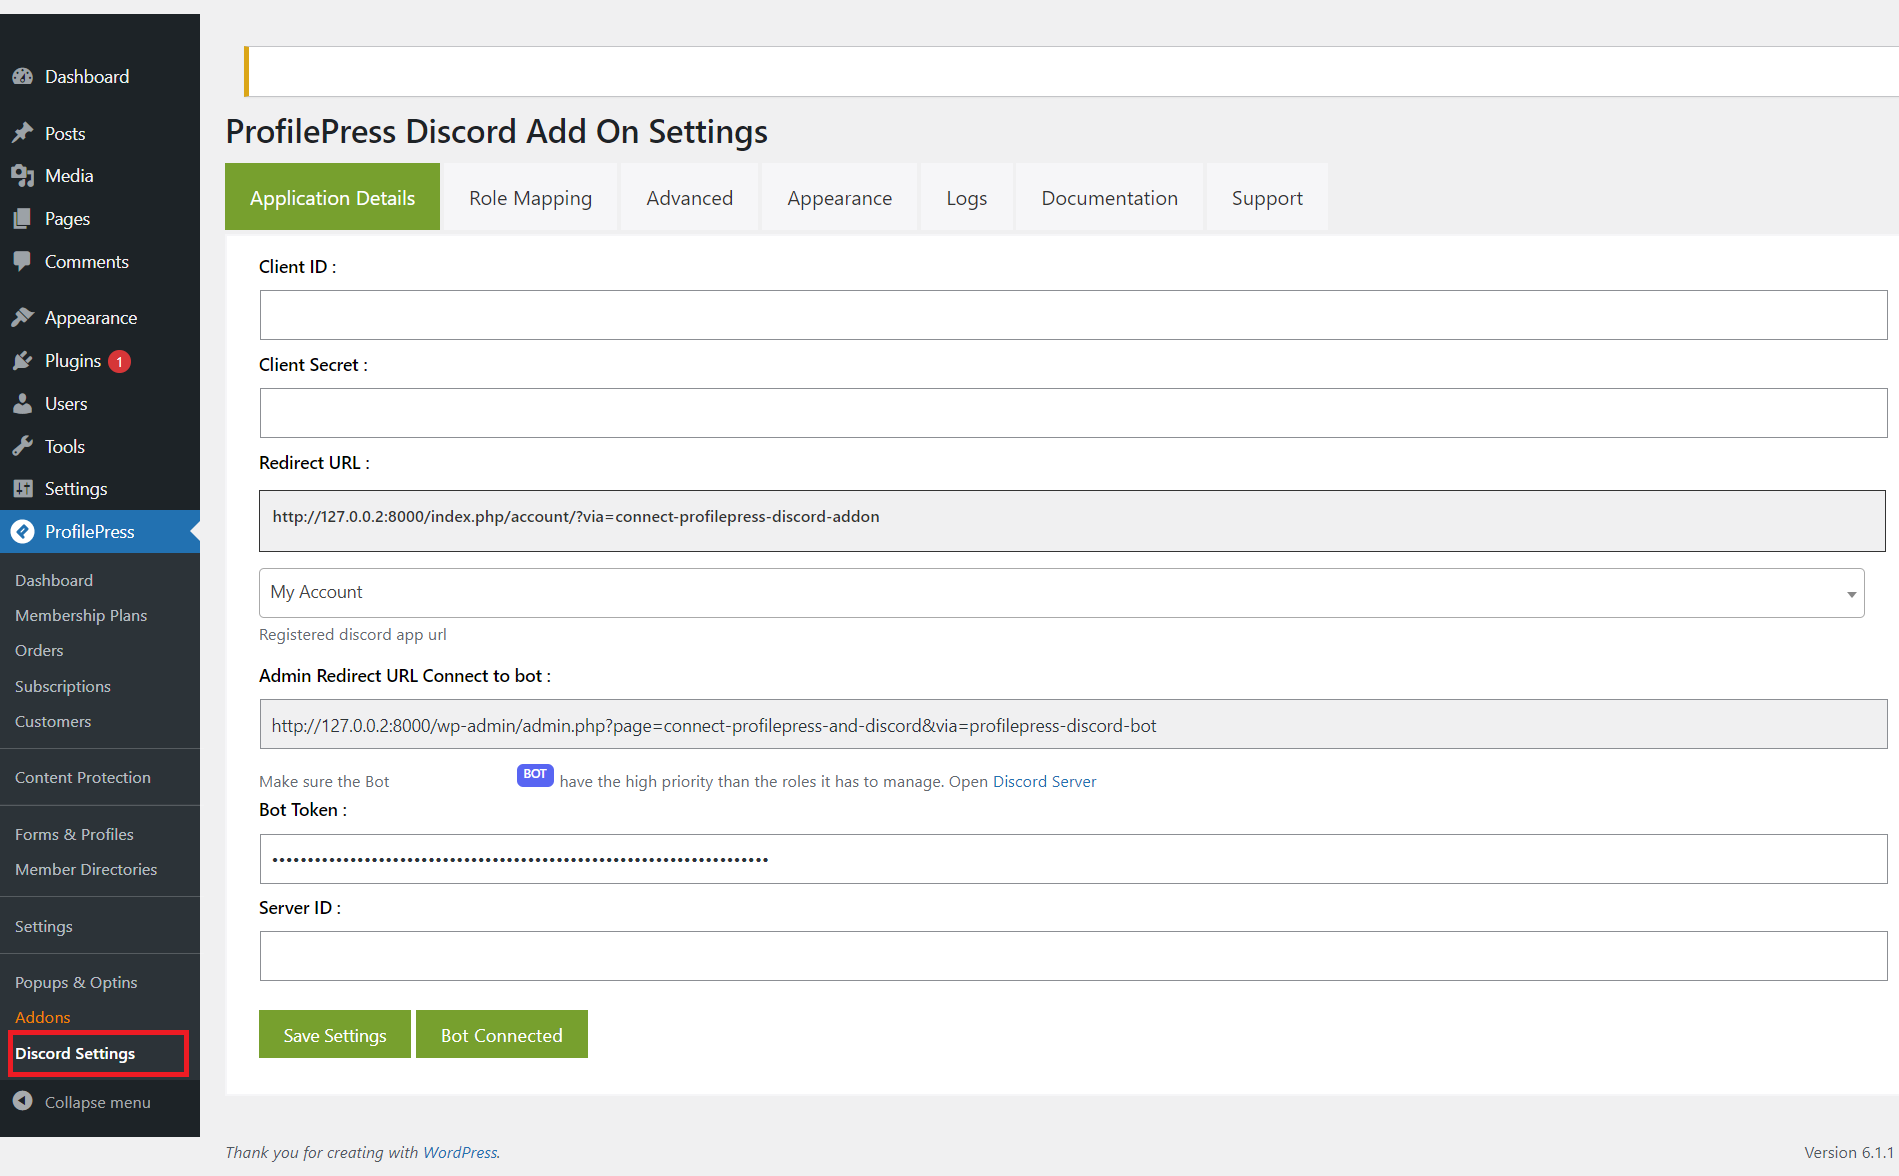 Dashboard
Posts
Media
Pages
Comments
Appearance
Plugins 1
Users
Tools
Settings
ProfilePress
Dashboard
Membership Plans
Orders
Subscriptions
Customers
Content Protection
Forms & Profiles
Member Directories
Settings
Popups & Optins
Addons
Discord Settings
Collapse menu
ProfilePress Discord Add On Settings
Application Details Role Mapping Advanced Appearance Logs Documentation Support
Client ID :
Client Secret :
Redirect URL :
http://127.0.0.2:8000/index.php/account/?via=connect-profilepress-discord-addon
My Account
Registered discord app url
Admin Redirect URL Connect to bot :
http://127.0.0.2:8000/wp-admin/admin.php?page=connect-profilepress-and-discord&via=profilepress-discord-bot
Make sure the Bot BOT have the high priority than the roles it has to manage. Open Discord Server
Bot Token :
Server ID :
Save Settings Bot Connected
Thank you for creating with WordPress.
Version 6.1.1